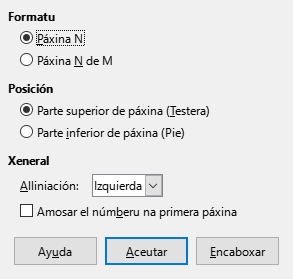 Formatu
Páxina N
Páxina N de M
Posición
Parte superior de páxina (Testera)
Parte inferior de páxina (Pie)
Xeneral
Alliniación: Izquierda
Amosar el númberu na primera páxina
Ayuda Aceutar Encaboxar